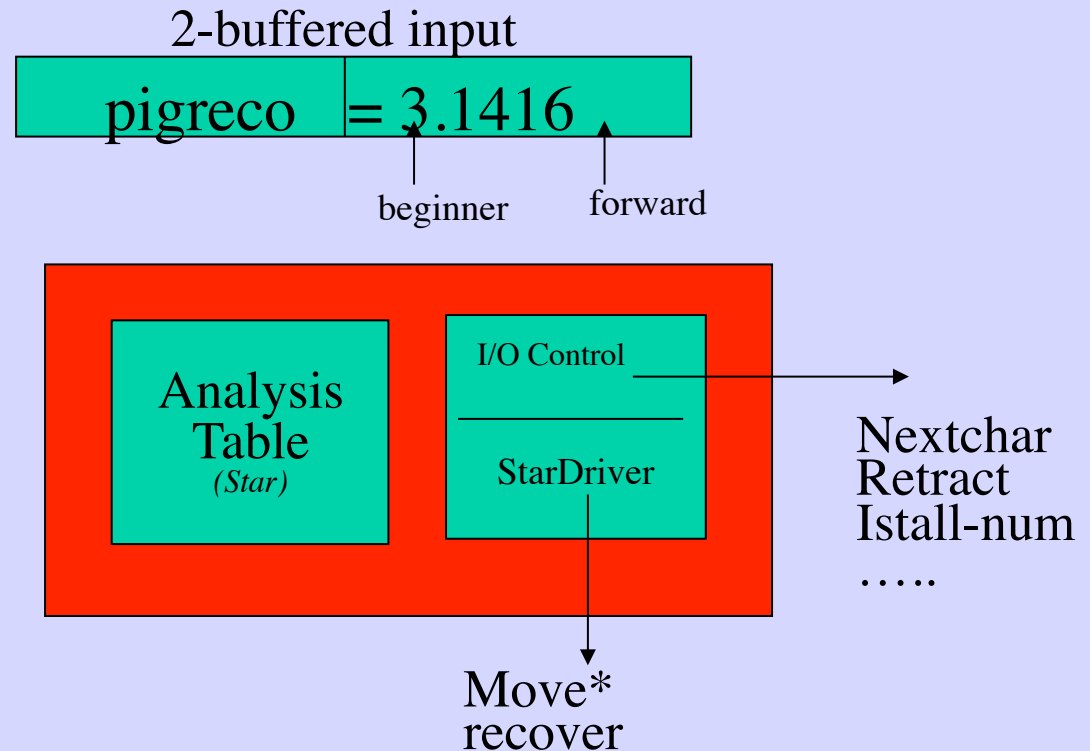 2-buffered input
pigreco = 3.1416
beginner forward
Analysis
Table
(Star)
I/O Control
StarDriver
Nextchar
Retract
Istall-num
…..
Move*
recover